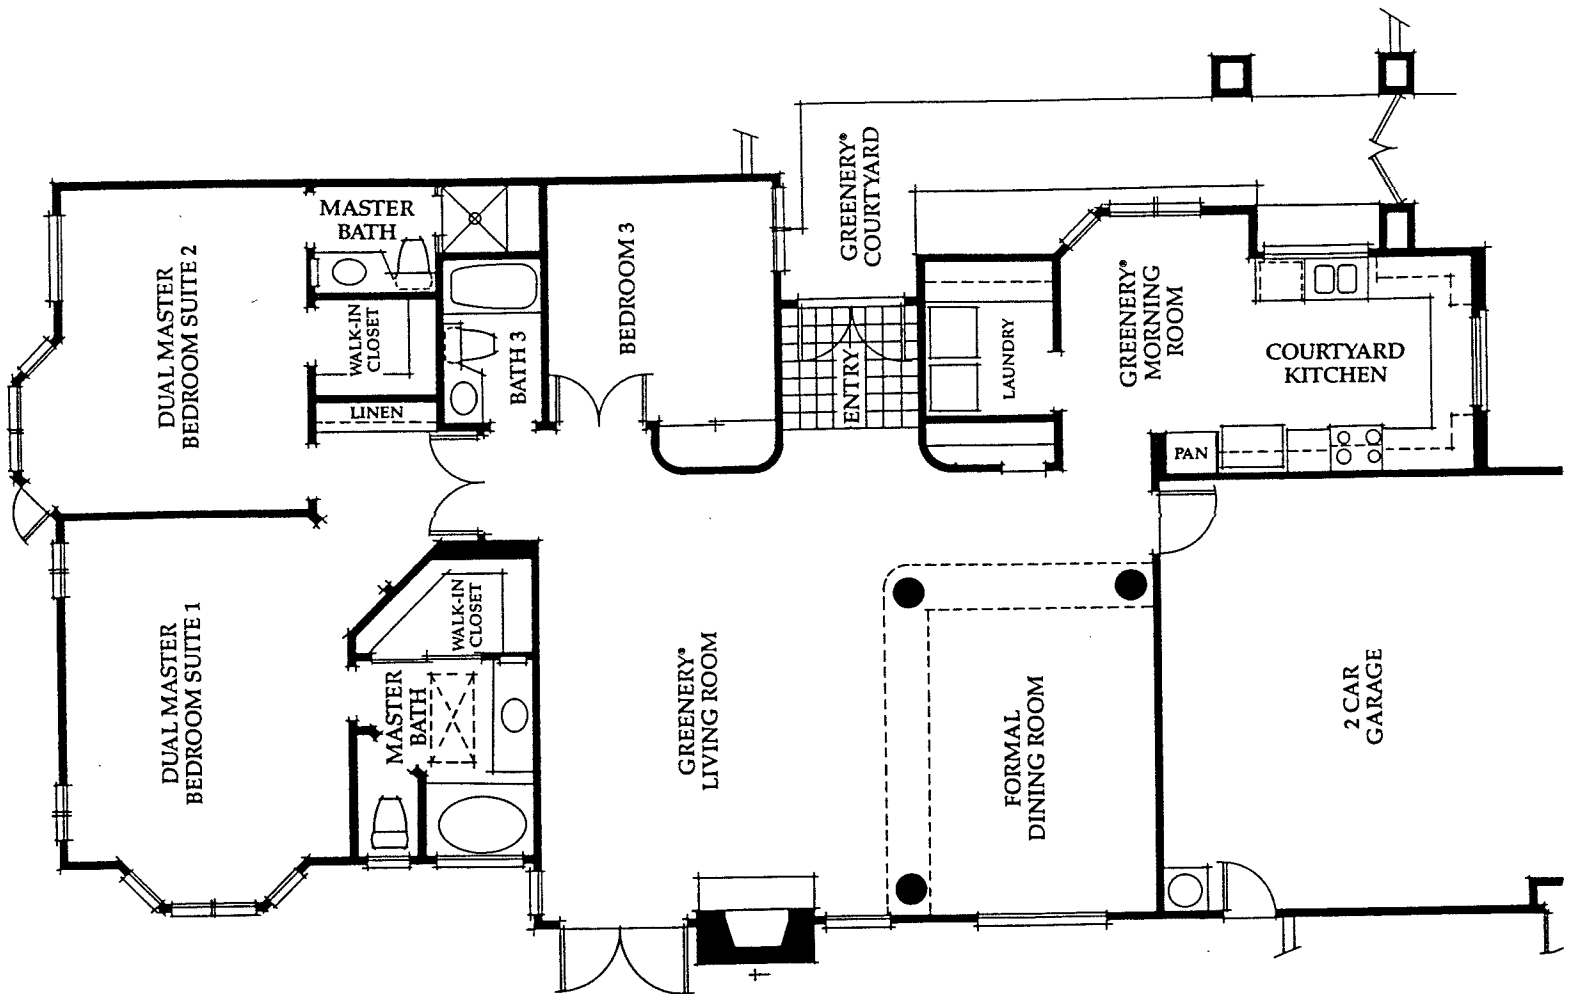 MASTER
BATH
DUAL MASTER
BEDROOM SUITE 2
WALK-IN
CLOSET
LINEN
BATH 3
BEDROOM 3
GREENERY®
COURTYARD
ENTRY
LAUNDRY
GREENERY®
MORNING
ROOM
COURTYARD
KITCHEN
PAN
DUAL MASTER
BEDROOM SUITE 1
WALK-IN
CLOSET
MASTER
BATH
GREENERY®
LIVING ROOM
FORMAL
DINING ROOM
2 CAR
GARAGE